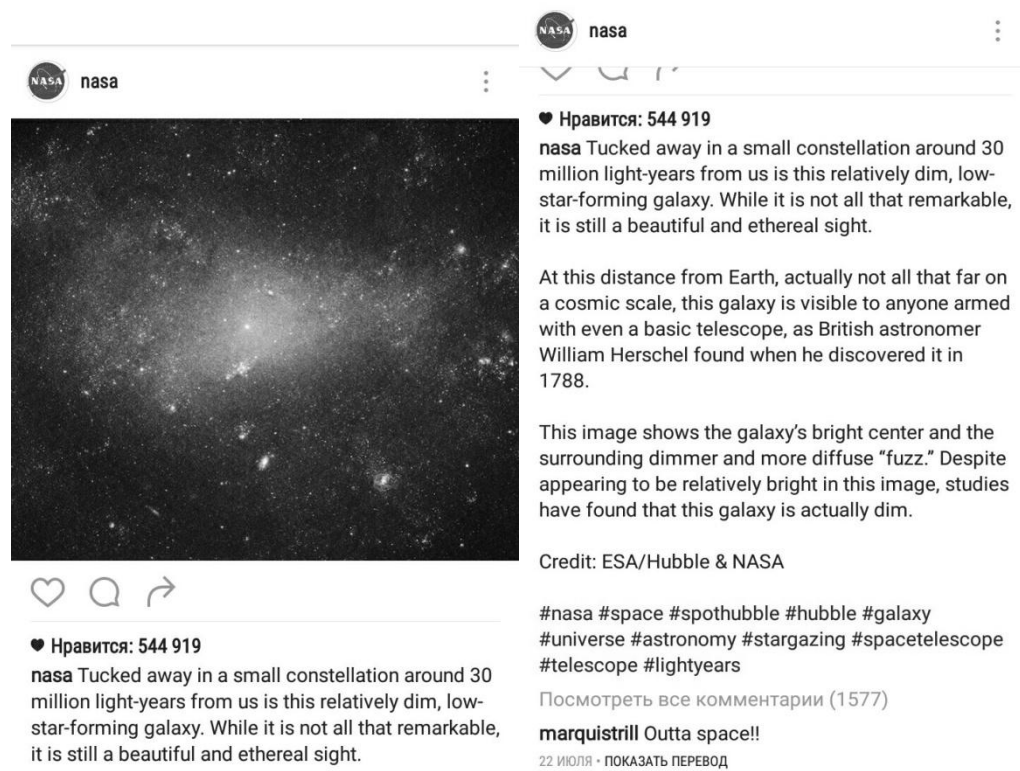 NASA nasa
Нравится: 544 919
nasa Tucked away in a small constellation around 30
million light-years from us is this relatively dim, low-
star-forming galaxy. While it is not all that remarkable,
it is still a beautiful and ethereal sight.
NASA nasa
Нравится: 544 919
nasa Tucked away in a small constellation around 30
million light-years from us is this relatively dim, low-
star-forming galaxy. While it is not all that remarkable,
it is still a beautiful and ethereal sight.
At this distance from Earth, actually not all that far on
a cosmic scale, this galaxy is visible to anyone armed
with even a basic telescope, as British astronomer
William Herschel found when he discovered it in
1788.
This image shows the galaxy's bright center and the
surrounding dimmer and more diffuse “fuzz.” Despite
appearing to be relatively bright in this image, studies
have found that this galaxy is actually dim.
Credit: ESA/Hubble & NASA
#nasa #space #spothubble #hubble #galaxy
#universe #astronomy #stargazing #spacetelescope
#telescope #lightyears
Посмотреть все комментарии (1577)
marquistrill Outta space!!
22 ИЮЛЯ • ПОКАЗАТЬ ПЕРЕВОД